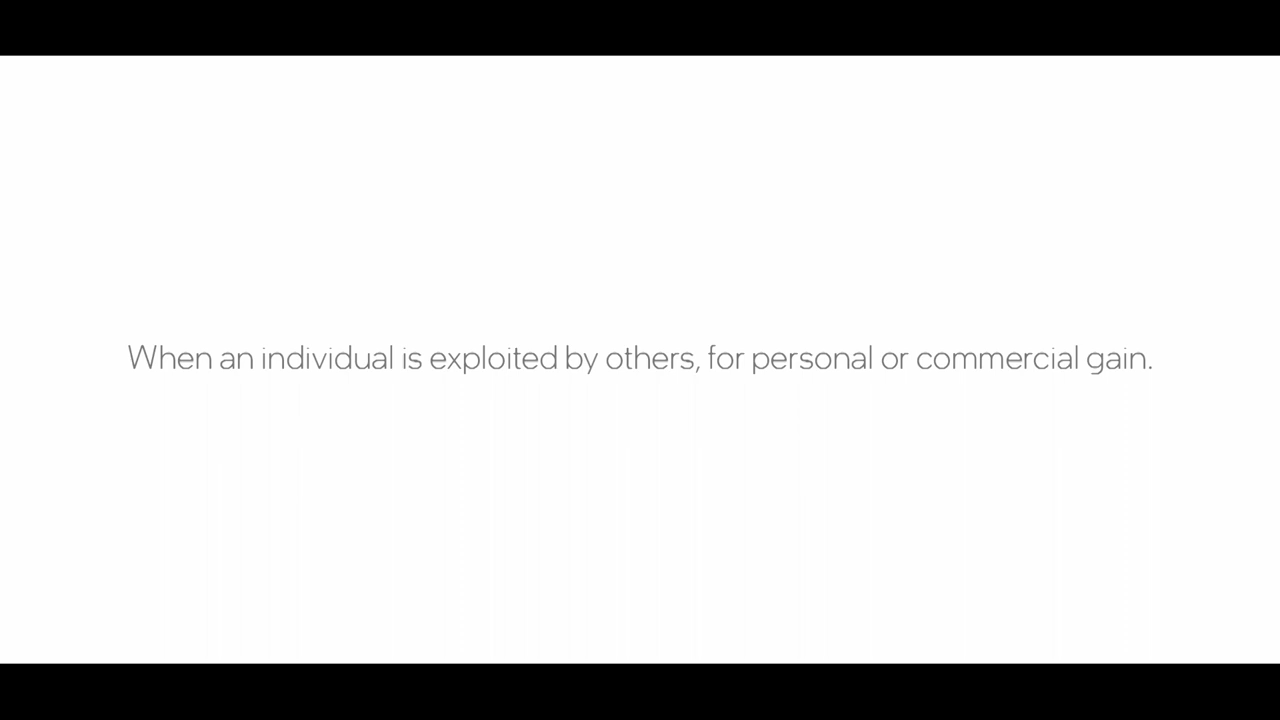 When an individual is exploited by others, for personal or commercial gain.